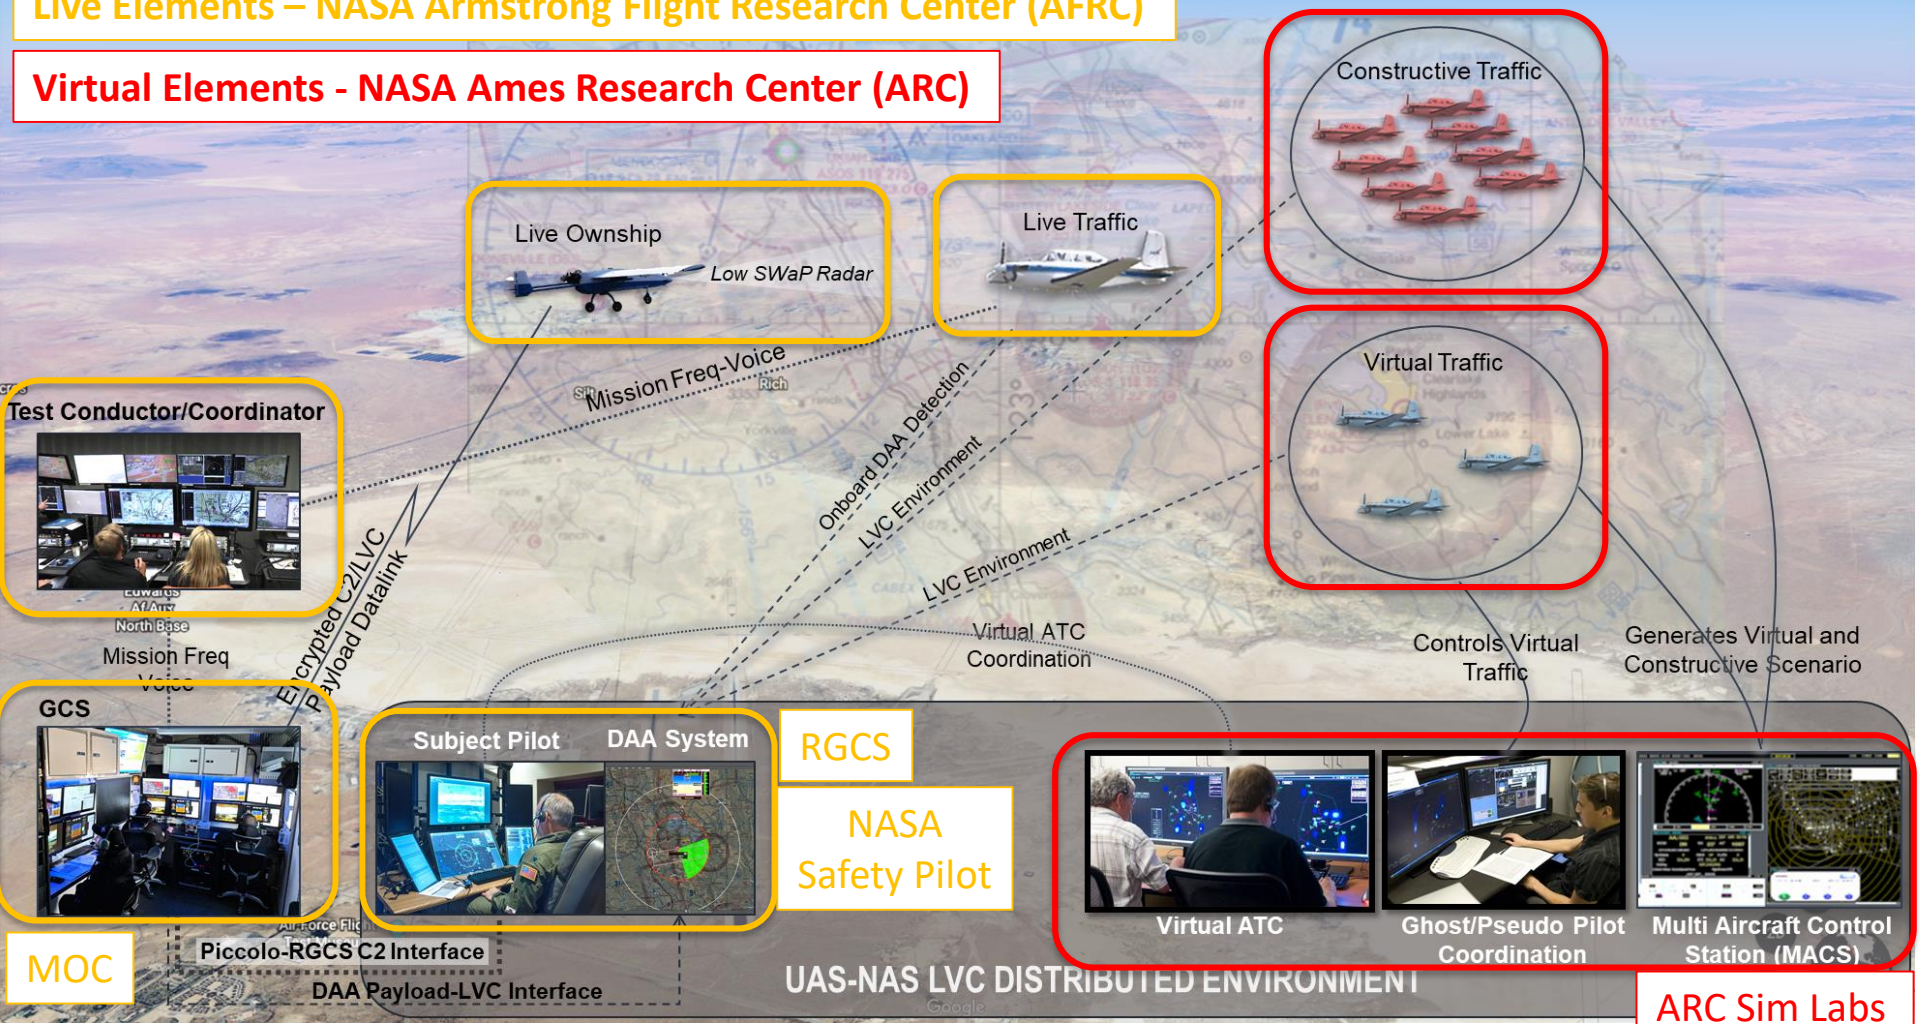 Live Elements – NASA Armstrong Flight Research Center (AFRC)
Virtual Elements - NASA Ames Research Center (ARC)
Constructive Traffic
Live Ownship
Low SWaP Radar
Live Traffic
Virtual Traffic
Mission Freq-Voice
Rich
Test Conductor/Coordinator
Onboard DAA Detection
LVC Environment
LVC Environment
Encrypted C2/LVC
Payload Datalink
Edwards
Af Aux
North Base
Mission Freq
Voice
Virtual ATC
Coordination
Controls Virtual
Traffic
Generates Virtual and
Constructive Scenario
GCS
Subject Pilot
DAA System
RGCS
NASA
Safety Pilot
Virtual ATC
Ghost/Pseudo Pilot
Coordination
Multi Aircraft Control
Station (MACS)
MOC
Piccolo-RGCS C2 Interface
DAA Payload-LVC Interface
UAS-NAS LVC DISTRIBUTED ENVIRONMENT
Google
ARC Sim Labs